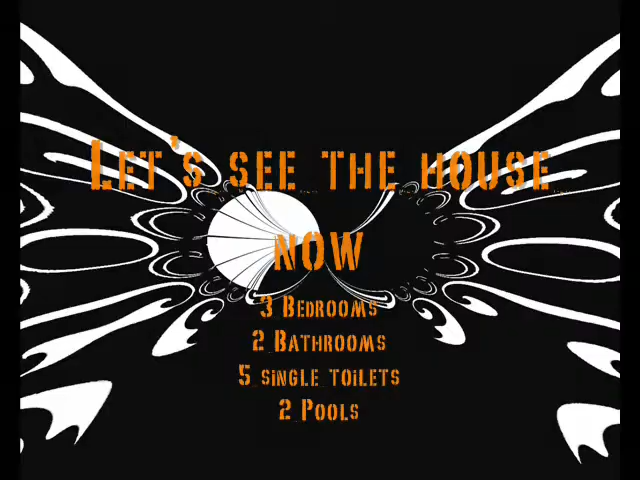 Let's see the house
now
3 Bedrooms
2 Bathrooms
5 single toilets
2 Pools